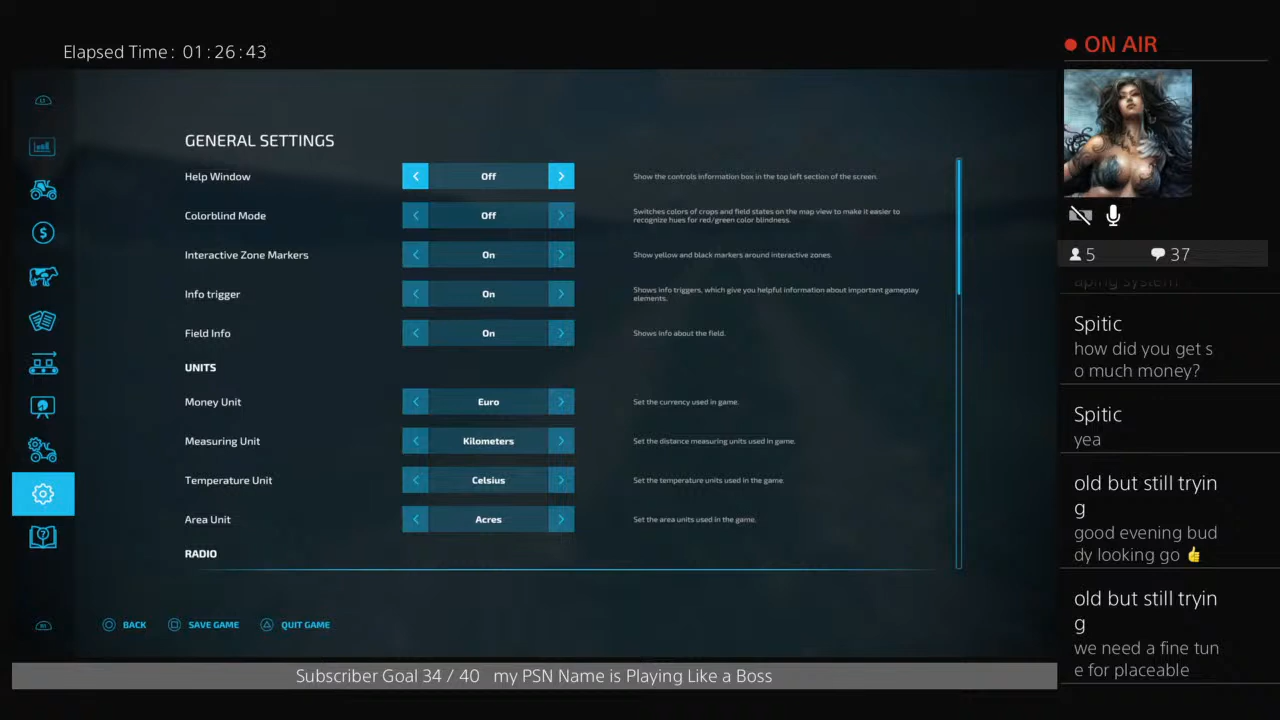 Elapsed Time: 01:26:43
ON AIR
5
37
L1
GENERAL SETTINGS
Help Window
Off
Show the controls information box in the top left section of the screen.
Colorblind Mode
Off
Switches colors of crops and field states on the map view to make it easier to
recognize hues for red/green color blindness.
Interactive Zone Markers
On
Show yellow and black markers around interactive zones.
Info trigger
On
Shows info triggers, which give you helpful information about important gameplay
elements.
Field Info
On
Shows info about the field.
UNITS
Money Unit
Euro
Set the currency used in game.
Measuring Unit
Kilometers
Set the distance measuring units used in game.
Temperature Unit
Celsius
Set the temperature units used in the game.
Area Unit
Acres
Set the area units used in the game.
RADIO
R1
BACK
SAVE GAME
QUIT GAME
aping system
Spitic
how did you get s
o much money?
Spitic
yea
old but still tryin
g
good evening bud
dy looking go 👍
old but still tryin
g
we need a fine tun
e for placeable
Subscriber Goal 34 / 40 my PSN Name is Playing Like a Boss